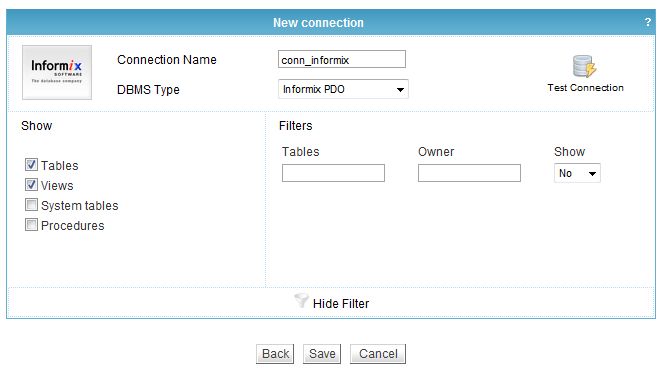 New connection
?
Informix
SOFTWARE
The database company
Connection Name
conn_informix
DBMS Type
Informix PDO
Test Connection
Show
Tables
Views
System tables
Procedures
Filters
Tables
Owner
Show
No
Hide Filter
Back
Save
Cancel